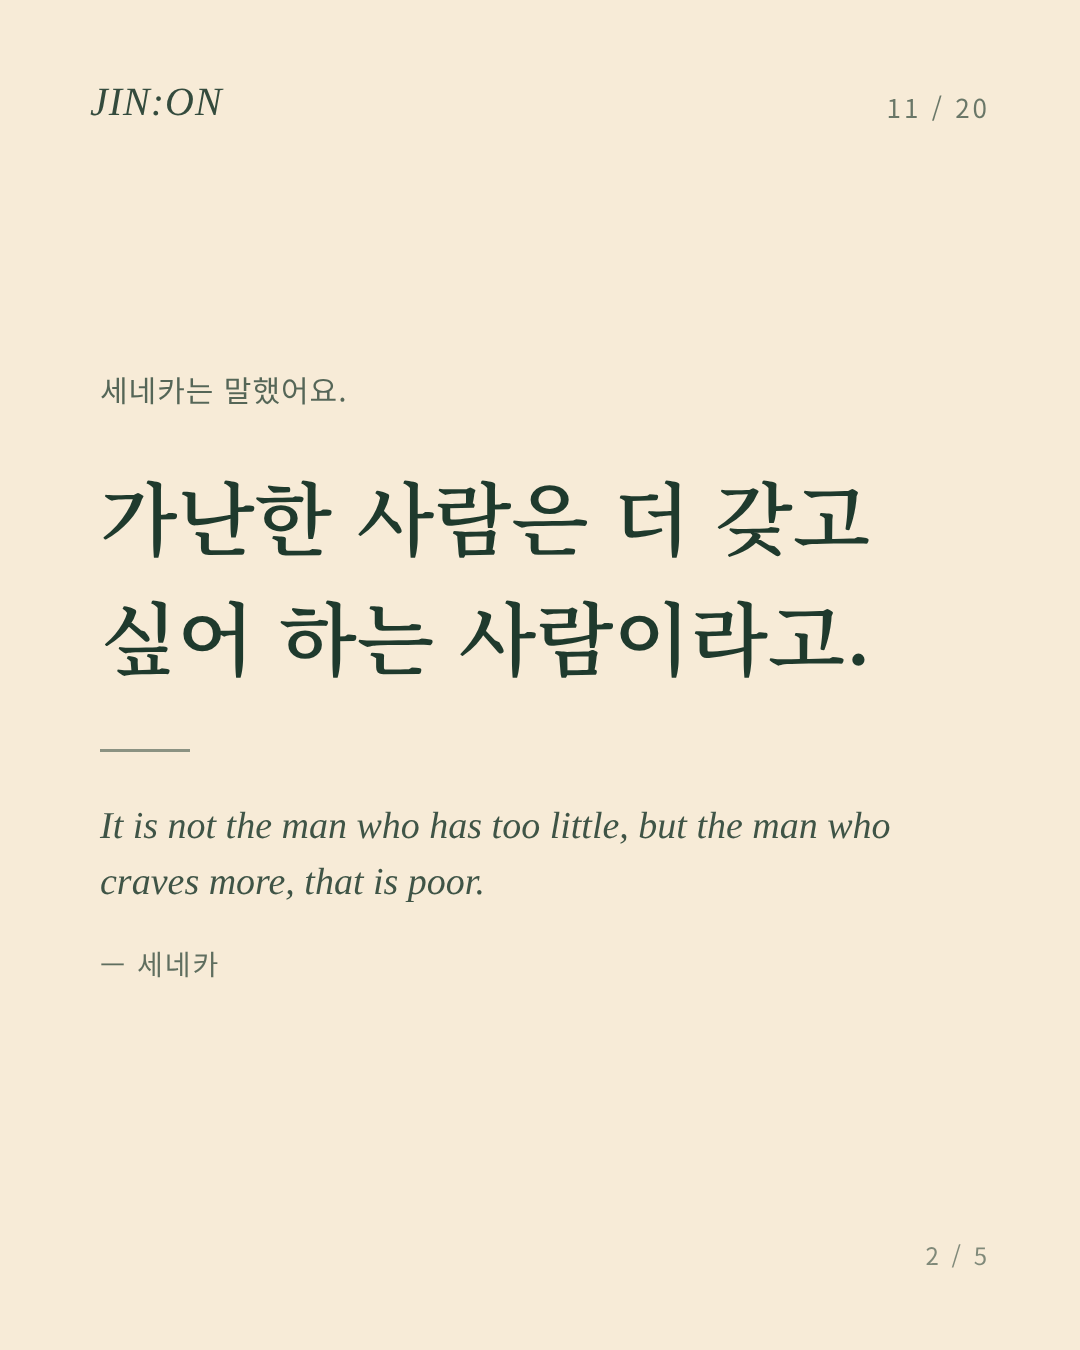 JIN:ON
11 / 20
세네카는 말했어요.
가난한 사람은 더 갖고
싶어 하는 사람이라고.
It is not the man who has too little, but the man who
craves more, that is poor.
— 세네카
2 / 5